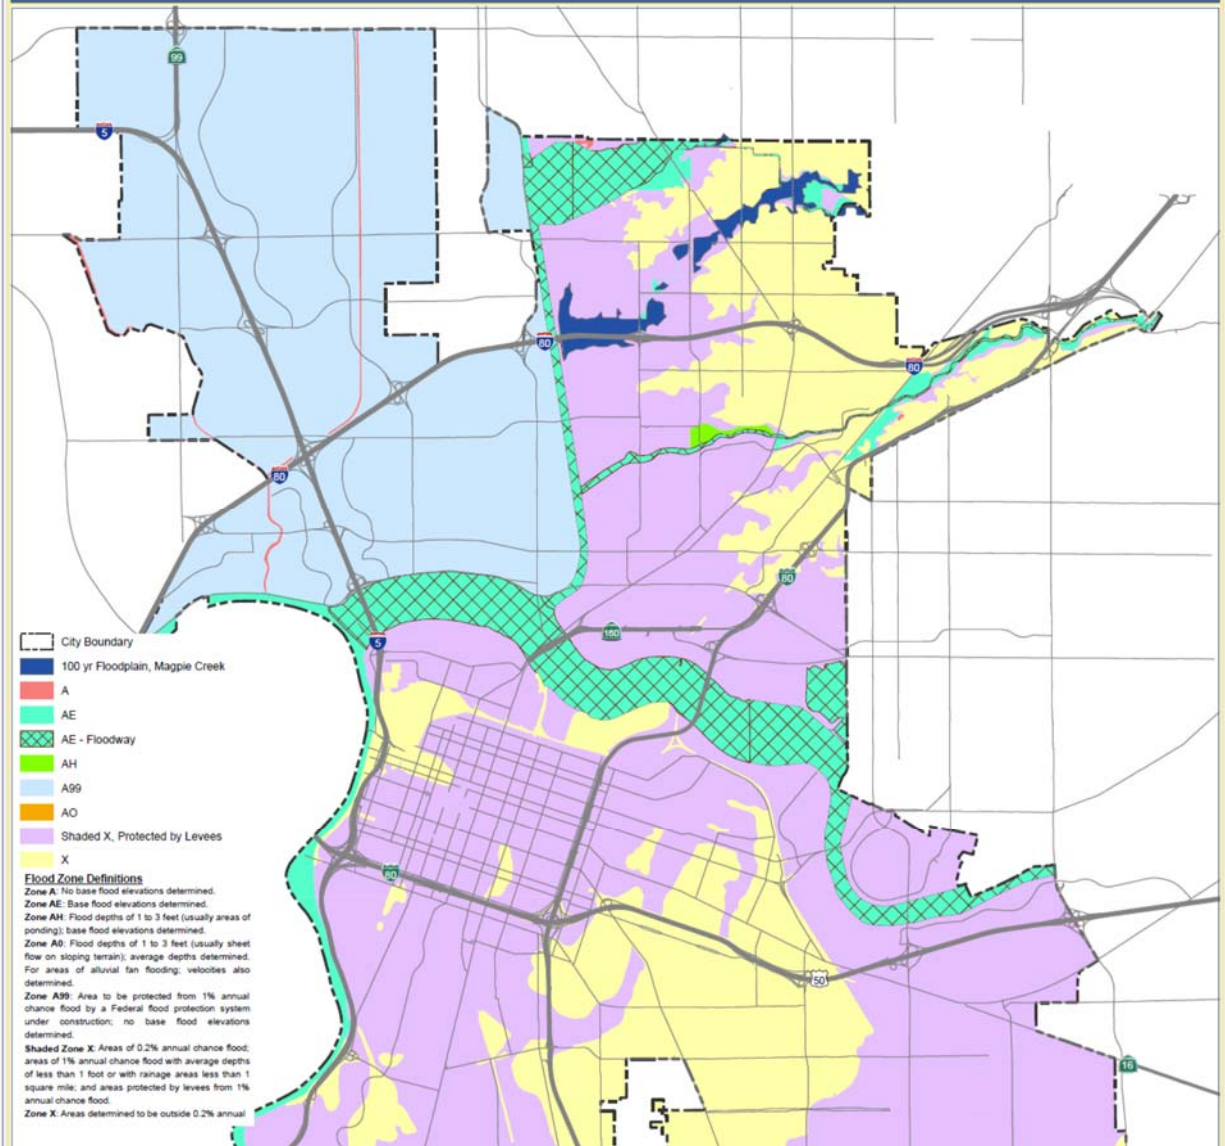 99
5
80
80
80
80
160
5
City Boundary
100 yr Floodplain, Magpie Creek
A
AE
AE - Floodway
AH
A99
AO
Shaded X, Protected by Levees
X
80
50
16
Flood Zone Definitions
Zone A: No base flood elevations determined.
Zone AE: Base flood elevations determined.
Zone AH: Flood depths of 1 to 3 feet (usually areas of
ponding); base flood elevations determined.
Zone A0: Flood depths of 1 to 3 feet (usually sheet
flow on sloping terrain); average depths determined.
For areas of alluvial fan flooding; velocities also
determined.
Zone A99: Area to be protected from 1% annual
chance flood by a Federal flood protection system
under construction; no base flood elevations
determined.
Shaded Zone X: Areas of 0.2% annual chance flood;
areas of 1% annual chance flood with average depths
of less than 1 foot or with rainage areas less than 1
square mile; and areas protected by levees from 1%
annual chance flood.
Zone X: Areas determined to be outside 0.2% annual